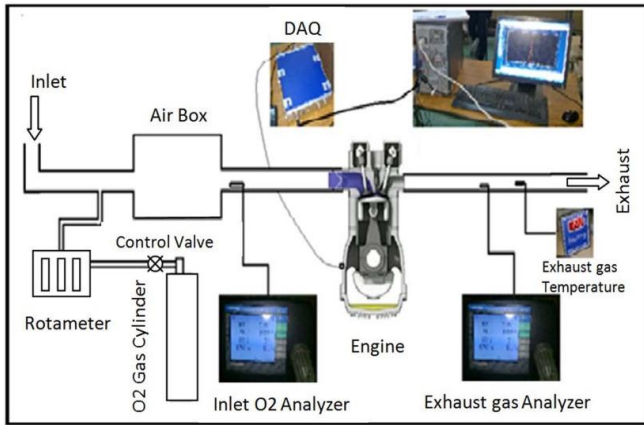 DAQ
Inlet
Air Box
Exhaust
Control Valve
Rotameter
O2 Gas Cylinder
Exhaust gas
Temperature
Engine
Inlet O2 Analyzer
Exhaust gas Analyzer